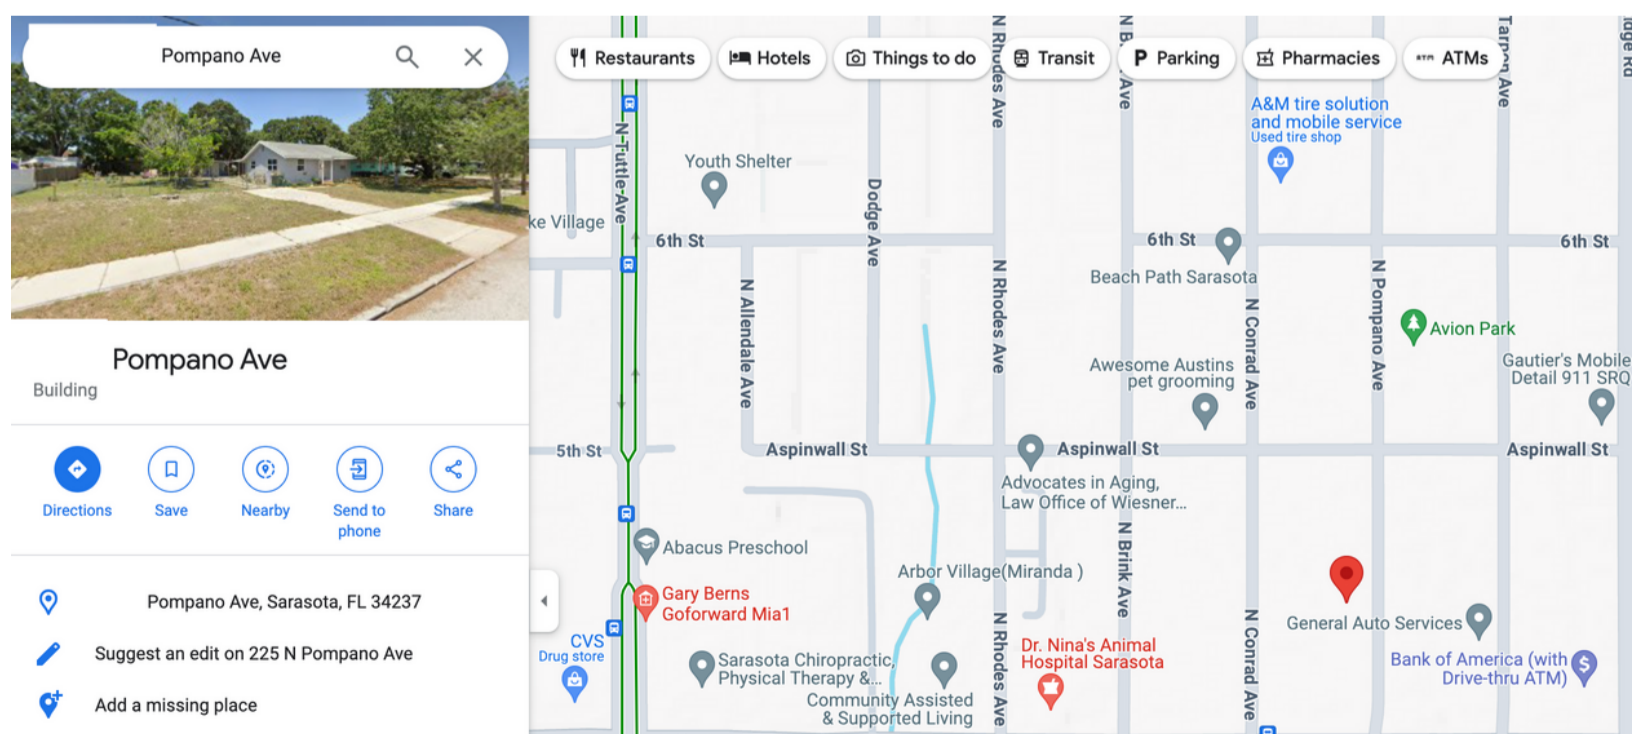 Pompano Ave
Pompano Ave
Building
Directions
Save
Nearby
Send to
phone
Share
Pompano Ave, Sarasota, FL 34237
Suggest an edit on 225 N Pompano Ave
Add a missing place
Restaurants
Hotels
Things to do
Transit
P Parking
Pharmacies
ATM ATMs
N Rhodes Ave
Ave
Ave
A&M tire solution
and mobile service
Used tire shop
N Tuttle Ave
Youth Shelter
Dodge Ave
ke Village
6th St
6th St
6th St
Beach Path Sarasota
N Allendale Ave
N Rhodes Ave
N Conrad Ave
N Pompano Ave
Avion Park
Awesome Austins
pet grooming
Gautier's Mobile
Detail 911 SRQ
5th St
Aspinwall St
Aspinwall St
Aspinwall St
Advocates in Aging,
Law Office of Wiesner...
Abacus Preschool
N Brink Ave
Arbor Village(Miranda )
Gary Berns
Goforward Mia1
General Auto Services
CVS
Drug store
Sarasota Chiropractic,
Physical Therapy &...
N Rhodes Ave
Dr. Nina's Animal
Hospital Sarasota
N Conrad Ave
Bank of America (with
Drive-thru ATM)
Community Assisted
& Supported Living